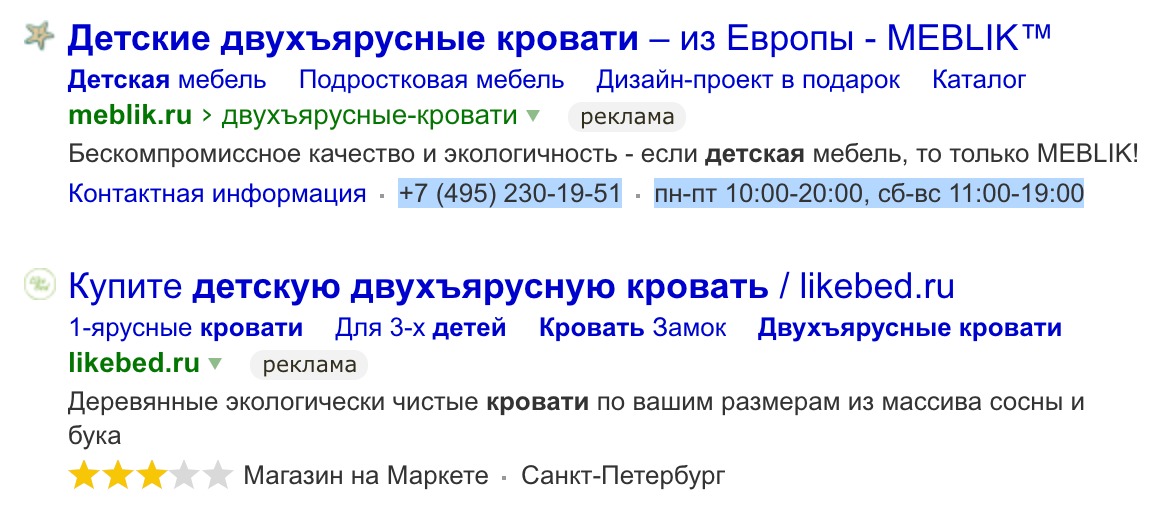 Детские двухъярусные кровати – из Европы - MEBLIK™
Детская мебель Подростковая мебель Дизайн-проект в подарок Каталог
meblik.ru › двухъярусные-кровати ▼ реклама
Бескомпромиссное качество и экологичность - если детская мебель, то только MEBLIK!
Контактная информация · +7 (495) 230-19-51 · пн-пт 10:00-20:00, сб-вс 11:00-19:00
Купите детскую двухъярусную кровать / likebed.ru
1-ярусные кровати Для 3-х детей Кровать Замок Двухъярусные кровати
likebed.ru ▼ реклама
Деревянные экологически чистые кровати по вашим размерам из массива сосны и
бука
Магазин на Маркете · Санкт-Петербург